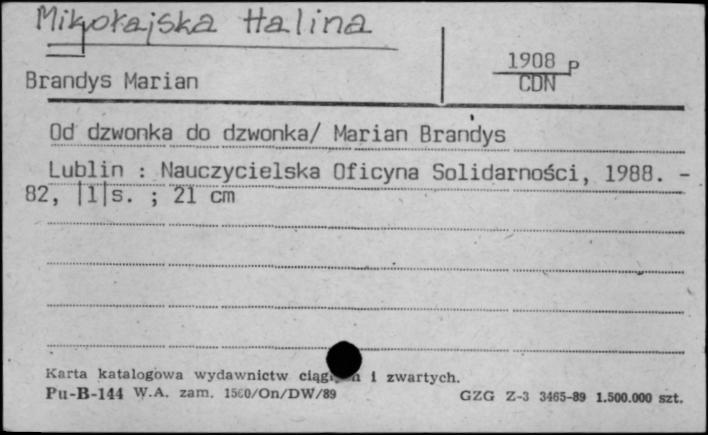 Mikołajska Halina
1908 P
CDN
Brandys Marian
Od dzwonka do dzwonka/ Marian Brandys
Lublin : Nauczycielska Oficyna Solidarności, 1988. -
82, |1|s. ; 21 cm
Karta katalogowa wydawnictw i zwartych.
Pu-B-144 W.A. zam. 1560/On/DW/89 GZG Z-3 3465-89 1.500.000 szt.